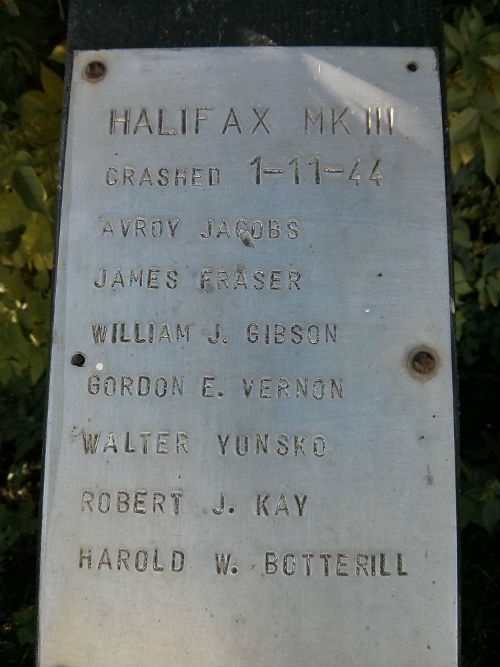 HALIFAX MK III
CRASHED 1-11-44
AVROY JACOBS
JAMES FRASER
WILLIAM J. GIBSON
GORDON E. VERNON
WALTER YUNSKO
ROBERT J. KAY
HAROLD W. BOTTERILL